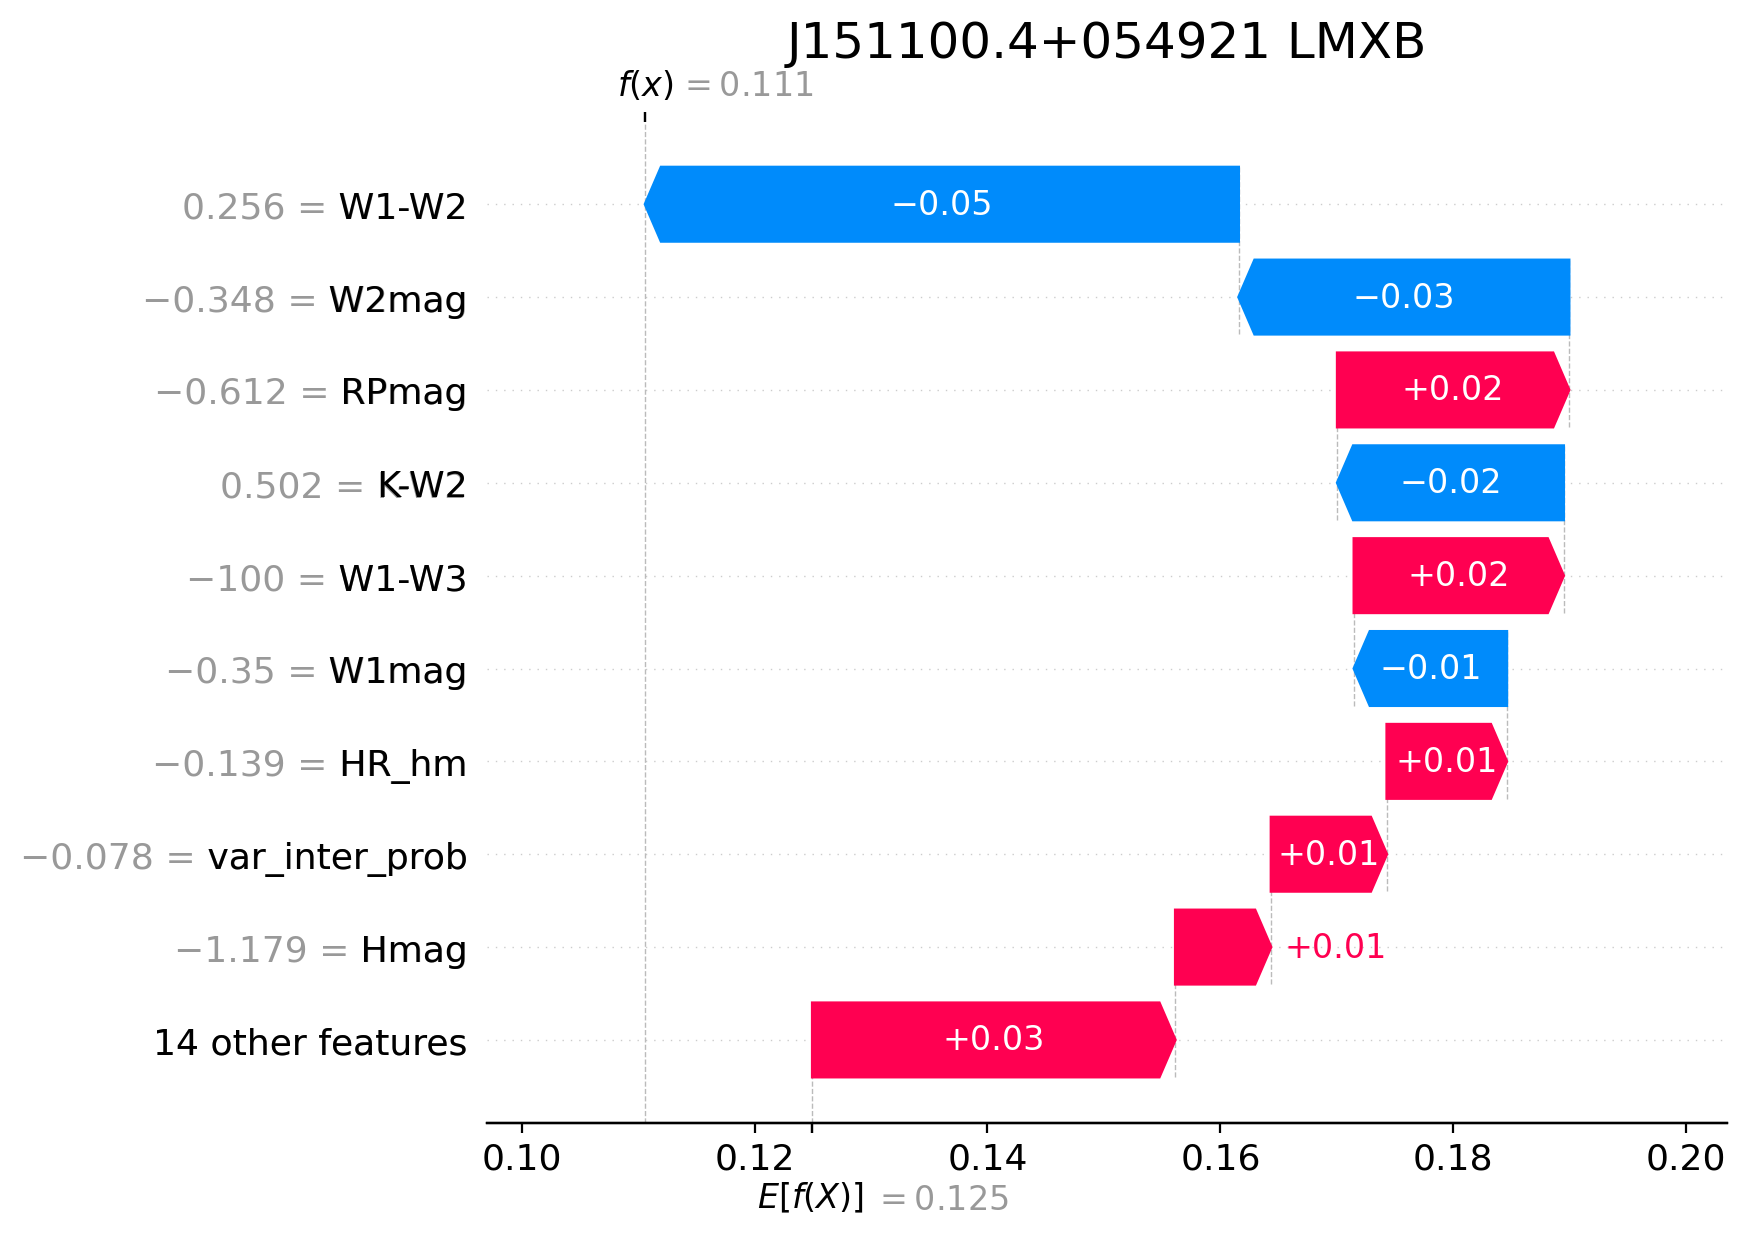 J151100.4+054921 LMXB
f(x) = 0.111
0.256 = W1-W2 −0.05
−0.348 = W2mag −0.03
−0.612 = RPmag +0.02
0.502 = K-W2 −0.02
−100 = W1-W3 +0.02
−0.35 = W1mag −0.01
−0.139 = HR_hm +0.01
−0.078 = var_inter_prob +0.01
−1.179 = Hmag +0.01
14 other features +0.03
0.10 0.12 0.14 0.16 0.18 0.20
E[f(X)] = 0.125